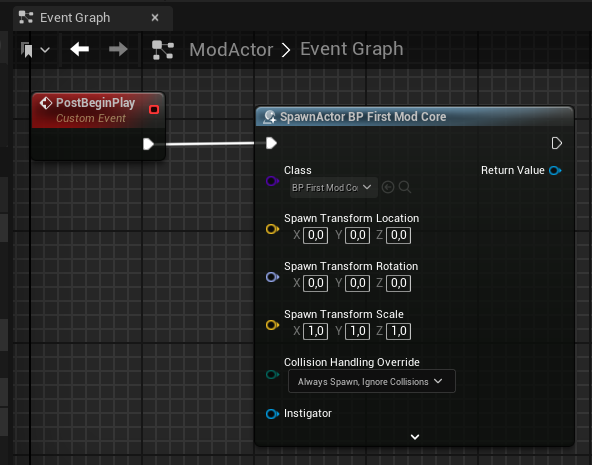 Event Graph
ModActor > Event Graph
PostBeginPlay
Custom Event
SpawnActor BP First Mod Core
Class
Return Value
BP First Mod Co
Spawn Transform Location
X 0,0 Y 0,0 Z 0,0
Spawn Transform Rotation
X 0,0 Y 0,0 Z 0,0
Spawn Transform Scale
X 1,0 Y 1,0 Z 1,0
Collision Handling Override
Always Spawn, Ignore Collisions
Instigator